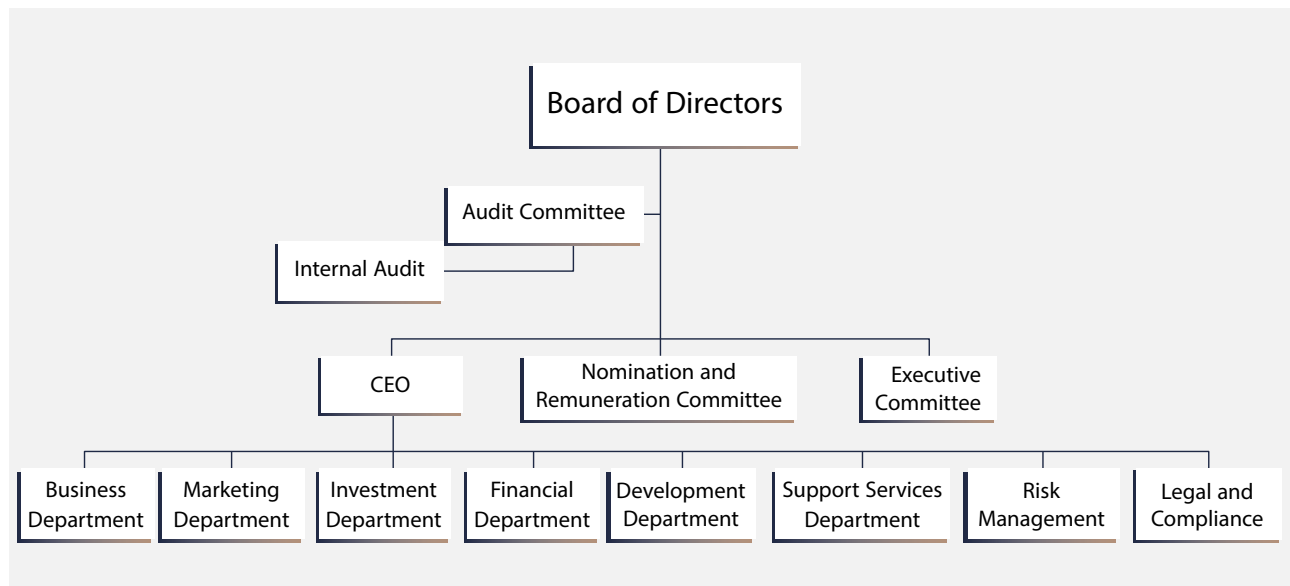 Board of Directors
Audit Committee
Internal Audit
CEO
Nomination and
Remuneration Committee
Executive
Committee
Business
Department
Marketing
Department
Investment
Department
Financial
Department
Development
Department
Support Services
Department
Risk
Management
Legal and
Compliance